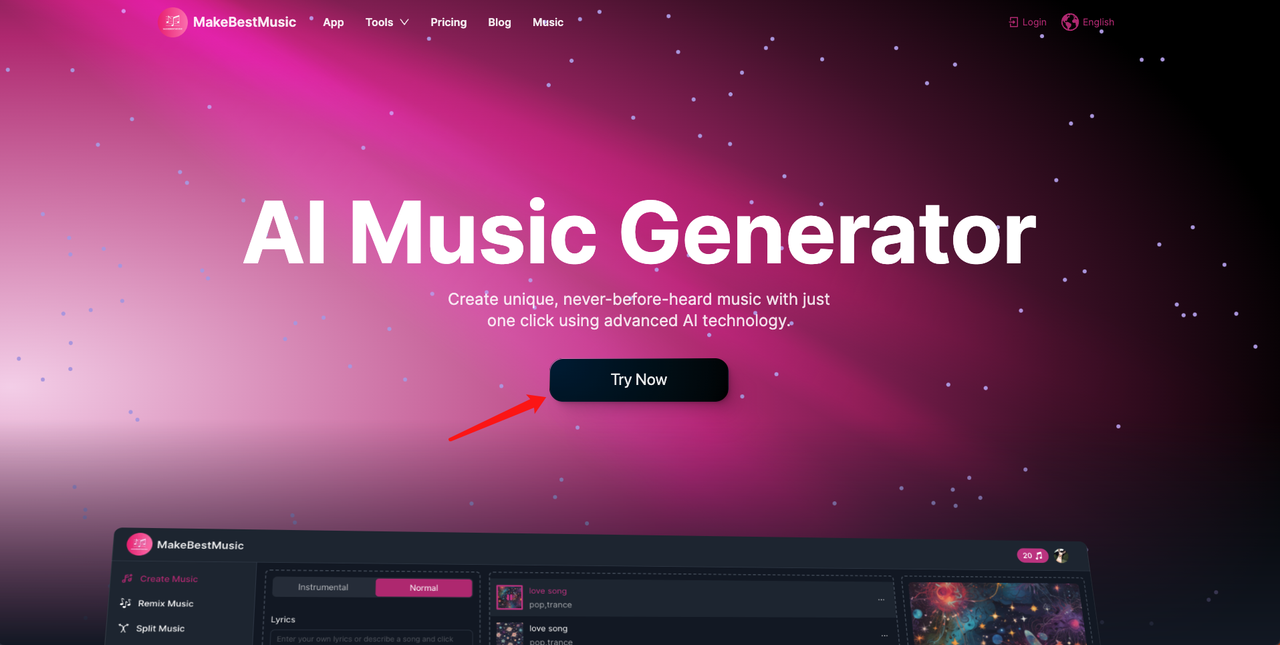 MakeBestMusic
App
Tools
Pricing
Blog
Music
Login
English
AI Music Generator
Create unique, never-before-heard music with just
one click using advanced AI technology.
Try Now
MakeBestMusic
20
Create Music
Remix Music
Split Music
Instrumental
Normal
Lyrics
Enter your own lyrics or describe a song and click
love song
pop,trance
...
love song
pop,trance
...